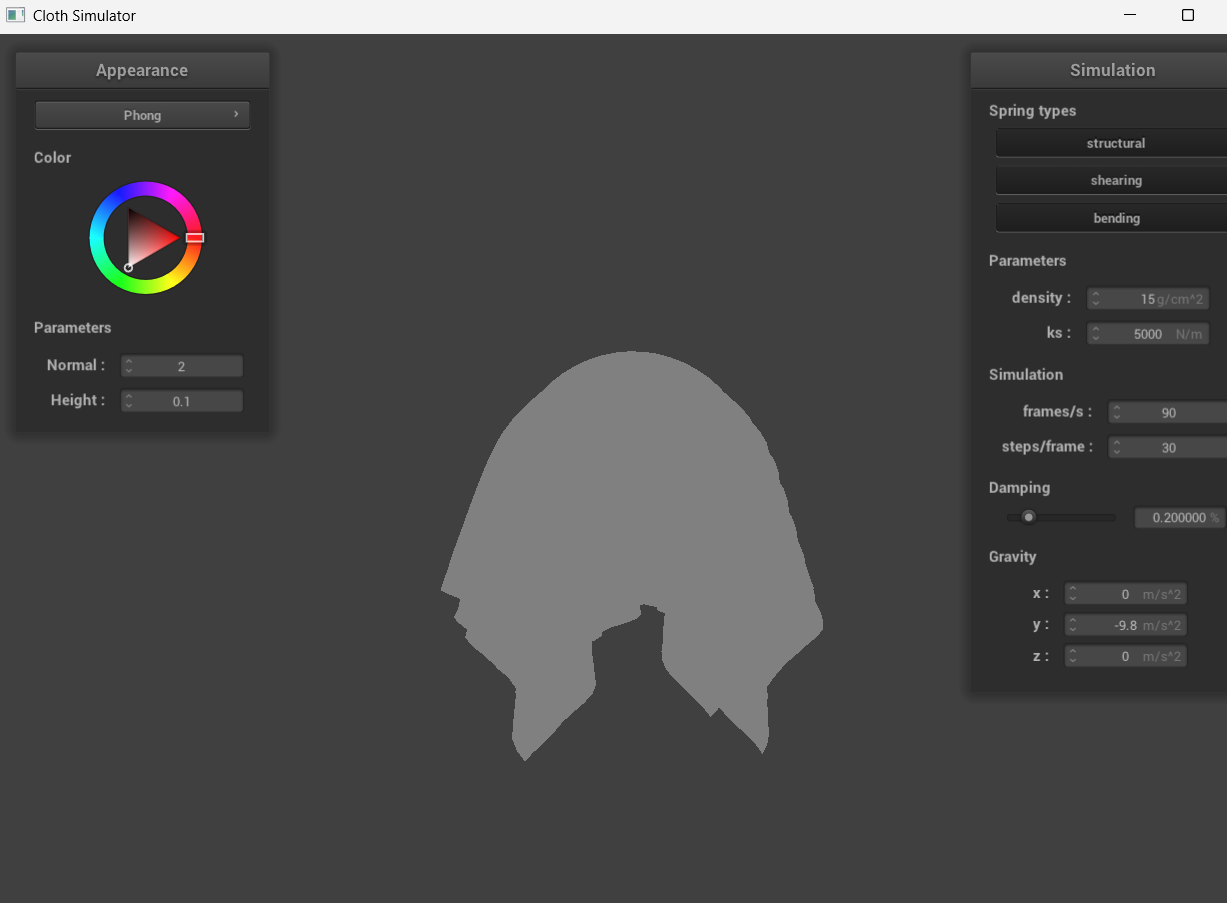 Cloth Simulator
Appearance
Phong
Color
Parameters
Normal :
2
Height :
0.1
Simulation
Spring types
structural
shearing
bending
Parameters
density :
15 g/cm^2
ks :
5000 N/m
Simulation
frames/s :
90
steps/frame :
30
Damping
0.200000 %
Gravity
x :
0 m/s^2
y :
-9.8 m/s^2
z :
0 m/s^2